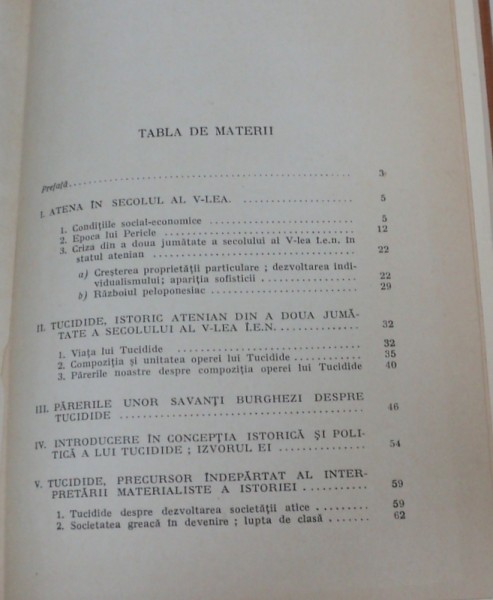 TABLA DE MATERII
Prefață . . . . . . . . . . . . . . . . . . . . . . . . . . . . . . . . . . . . 3
I. ATENA ÎN SECOLUL AL V-LEA. . . . . . . . . . . . . . . . . . 5
1. Condițiile social-economice . . . . . . . . . . . . . . . . . . 5
2. Epoca lui Pericle . . . . . . . . . . . . . . . . . . . . . . . . 12
3. Criza din a doua jumătate a secolului al V-lea î.e.n. în
statul atenian . . . . . . . . . . . . . . . . . . . . . . . . . . 22
a) Creșterea proprietății particulare ; dezvoltarea indi-
vidualismului; apariția sofisticii . . . . . . . . . . . . . 22
b) Războiul peloponesiac . . . . . . . . . . . . . . . . . . . 29
II. TUCIDIDE, ISTORIC ATENIAN DIN A DOUA JUMĂ-
TATE A SECOLULUI AL V-LEA Î.E.N. . . . . . . . . . . . . . 32
1. Viața lui Tucidide . . . . . . . . . . . . . . . . . . . . . . . 32
2. Compoziția și unitatea operei lui Tucidide . . . . . . . . 35
3. Părerile noastre despre compoziția operei lui Tucidide 40
III. PĂRERILE UNOR SAVANȚI BURGHEZI DESPRE
TUCIDIDE . . . . . . . . . . . . . . . . . . . . . . . . . . . . . . 46
IV. INTRODUCERE ÎN CONCEPȚIA ISTORICĂ ȘI POLI-
TICĂ A LUI TUCIDIDE ; IZVORUL EI . . . . . . . . . . . . . 54
V. TUCIDIDE, PRECURSOR ÎNDEPĂRTAT AL INTER-
PRETĂRII MATERIALISTE A ISTORIEI . . . . . . . . . . . . 59
1. Tucidide despre dezvoltarea societății atice . . . . . . . . 59
2. Societatea greacă în devenire ; lupta de clasă . . . . . . 62